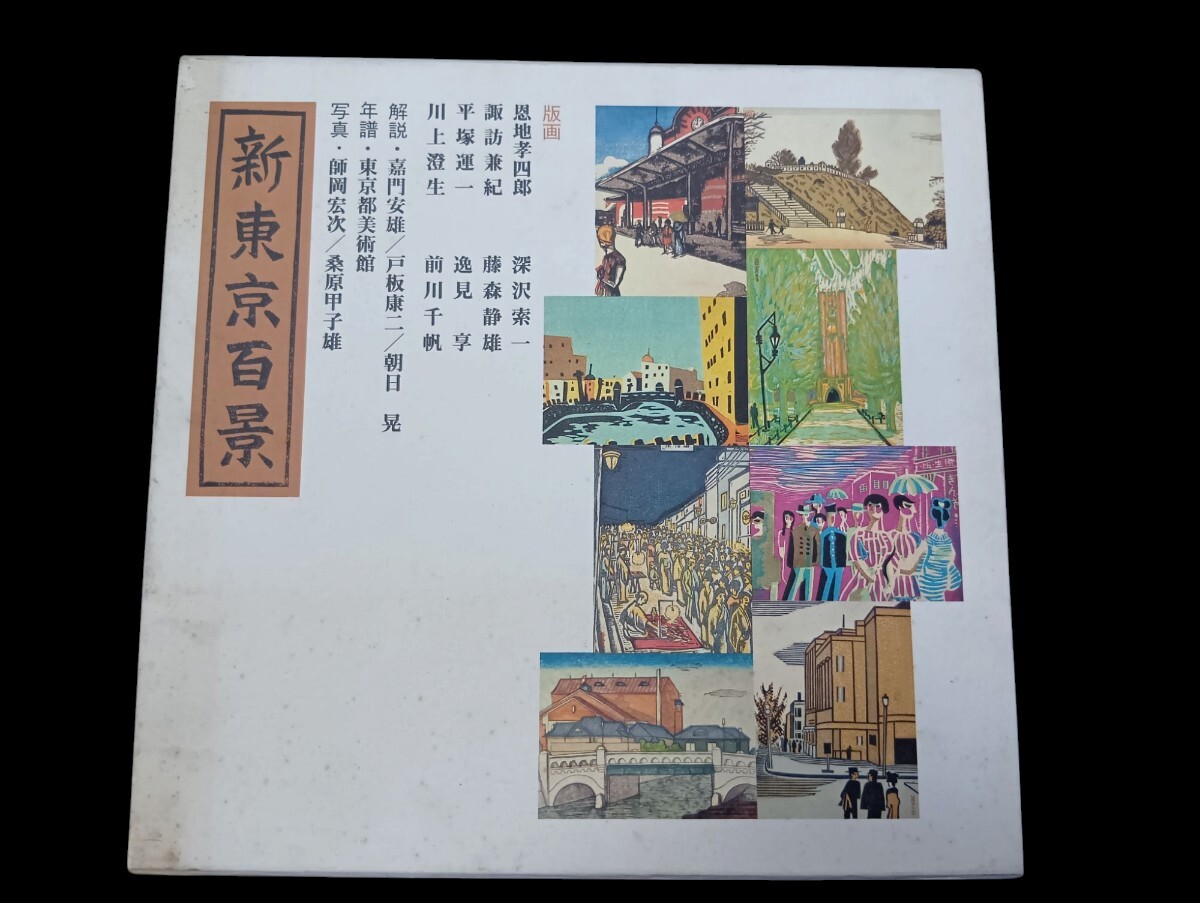 版画
恩地孝四郎 深沢索一
諏訪兼紀 藤森静雄
平塚運一 逸見 享
川上澄生 前川千帆
解説・嘉門安雄/戸板康二/朝日 晃
年譜・東京都美術館
写真・師岡宏次/桑原甲子雄
新東京百景